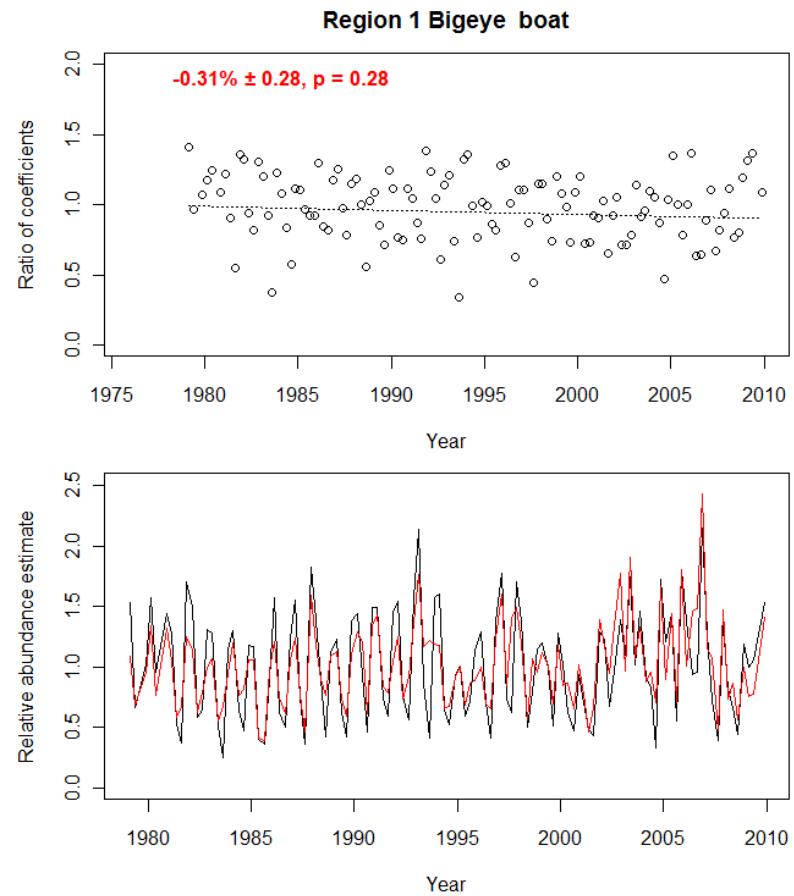 Region 1 Bigeye  boat
-0.31% ± 0.28, p = 0.28
Ratio of coefficients
2.0
1.5
1.0
0.5
0.0
1975 1980 1985 1990 1995 2000 2005 2010
Year
Relative abundance estimate
2.5
2.0
1.5
1.0
0.5
0.0
1980 1985 1990 1995 2000 2005 2010
Year